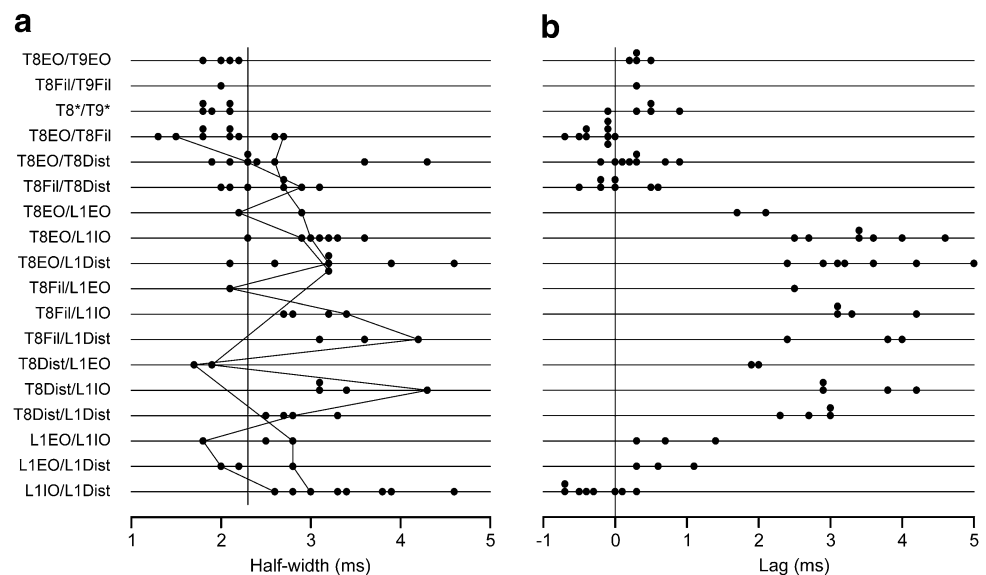 a
b
T8EO/T9EO
T8Fil/T9Fil
T8*/T9*
T8EO/T8Fil
T8EO/T8Dist
T8Fil/T8Dist
T8EO/L1EO
T8EO/L1IO
T8EO/L1Dist
T8Fil/L1EO
T8Fil/L1IO
T8Fil/L1Dist
T8Dist/L1EO
T8Dist/L1IO
T8Dist/L1Dist
L1EO/L1IO
L1EO/L1Dist
L1IO/L1Dist
1 2 3 4 5
Half-width (ms)
-1 0 1 2 3 4 5
Lag (ms)